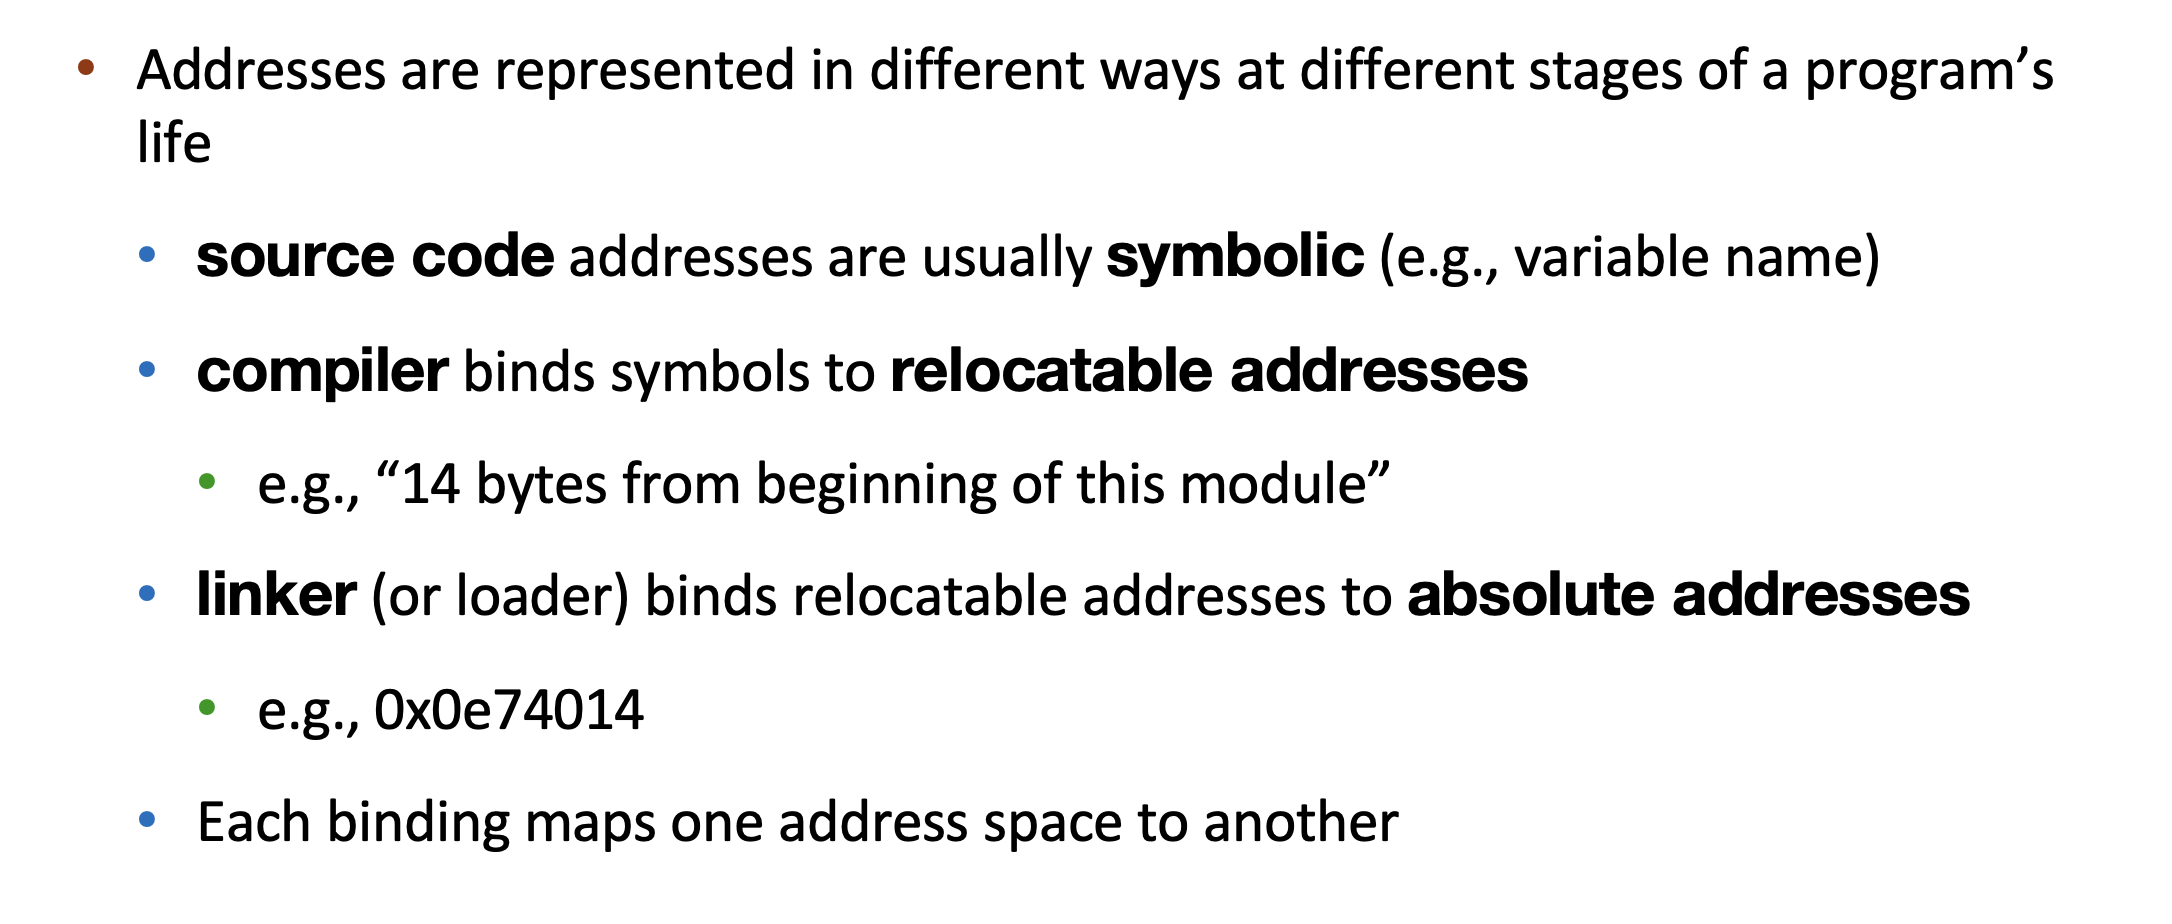 • Addresses are represented in different ways at different stages of a program’s
life
• source code addresses are usually symbolic (e.g., variable name)
• compiler binds symbols to relocatable addresses
• e.g., “14 bytes from beginning of this module”
• linker (or loader) binds relocatable addresses to absolute addresses
• e.g., 0x0e74014
• Each binding maps one address space to another